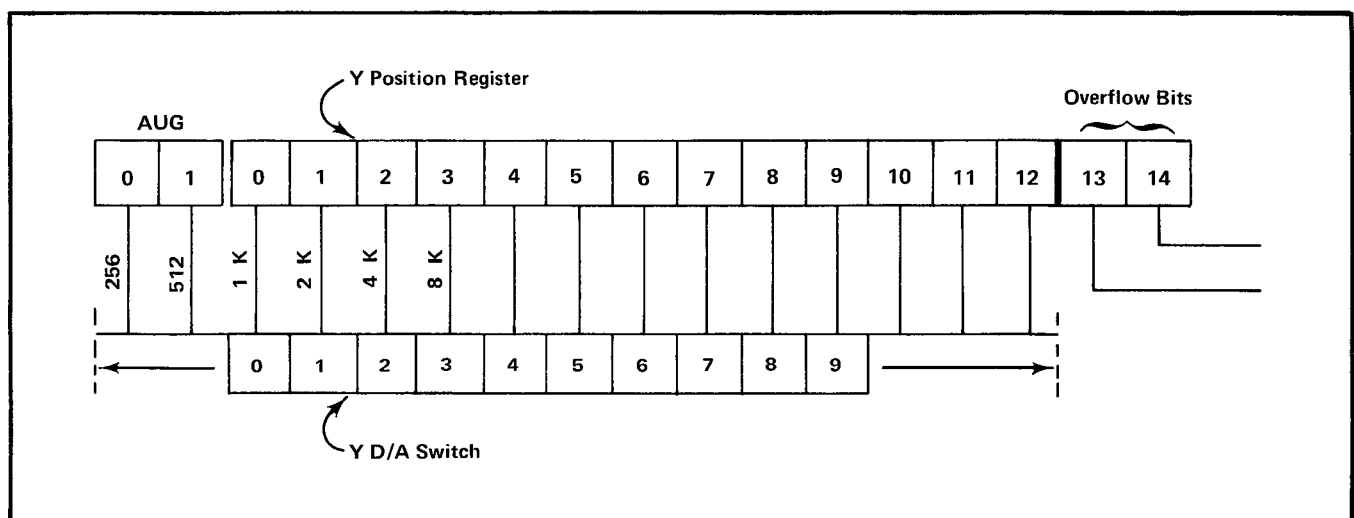 Y Position Register
Overflow Bits
AUG
0 1 0 1 2 3 4 5 6 7 8 9 10 11 12 13 14
256 512 1 K 2 K 4 K 8 K
0 1 2 3 4 5 6 7 8 9
Y D/A Switch